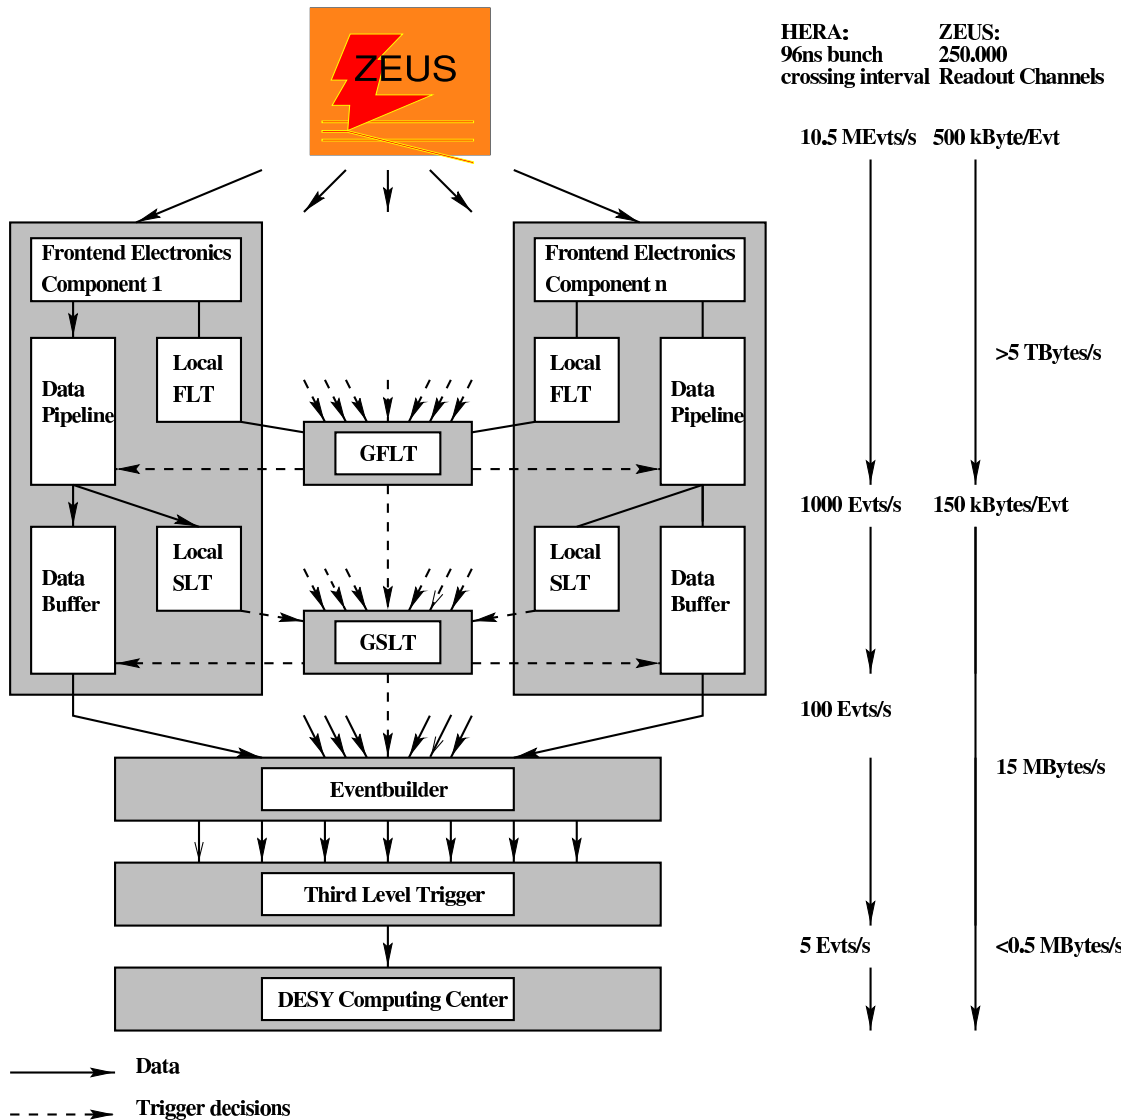 ZEUS
HERA:
96ns bunch
crossing interval
ZEUS:
250.000
Readout Channels
10.5 MEvts/s
500 kByte/Evt
Frontend Electronics
Component 1
Frontend Electronics
Component n
Local
FLT
Data
Pipeline
Local
FLT
Data
Pipeline
>5 TBytes/s
GFLT
1000 Evts/s
150 kBytes/Evt
Data
Buffer
Local
SLT
Local
SLT
Data
Buffer
GSLT
100 Evts/s
15 MBytes/s
Eventbuilder
Third Level Trigger
5 Evts/s
<0.5 MBytes/s
DESY Computing Center
Data
Trigger decisions